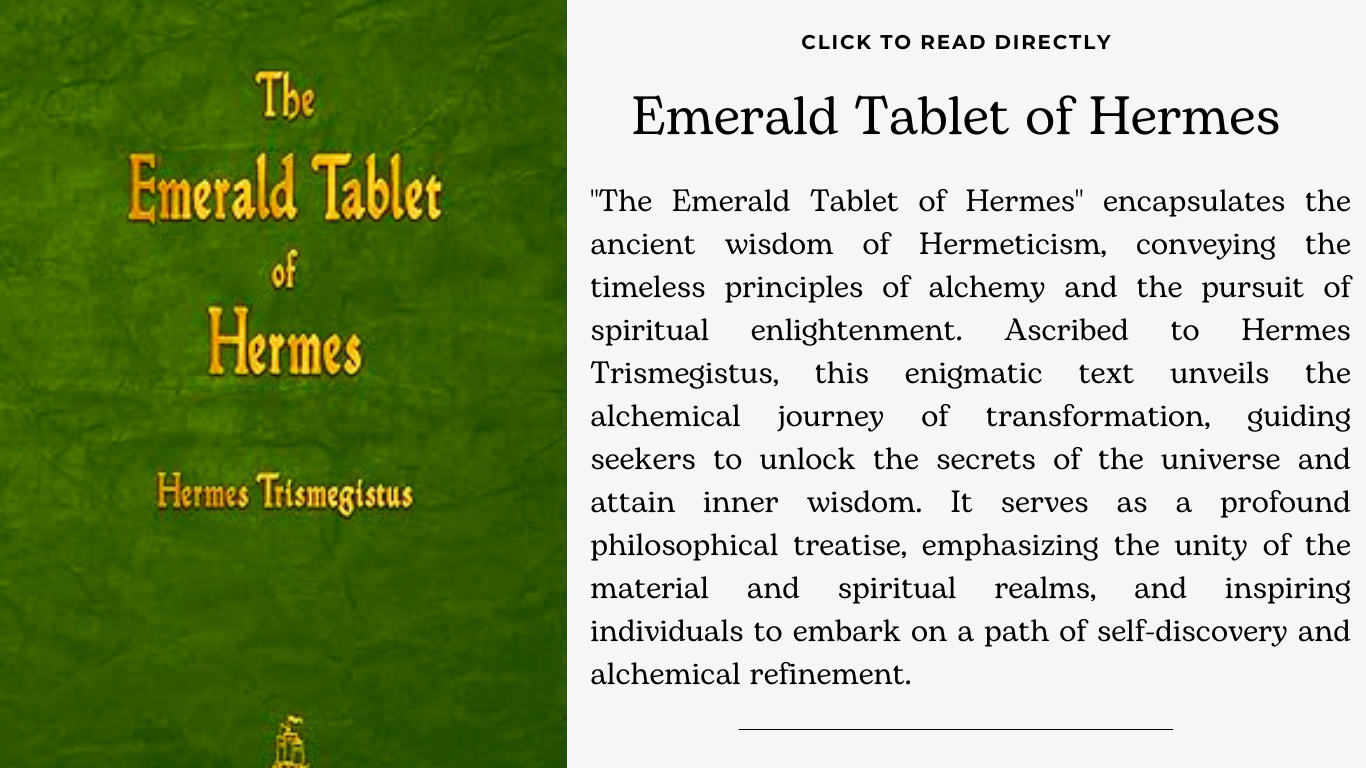 The
Emerald Tablet
of
Hermes
Hermes Trismegistus
CLICK TO READ DIRECTLY
Emerald Tablet of Hermes
"The Emerald Tablet of Hermes" encapsulates the
ancient wisdom of Hermeticism, conveying the
timeless principles of alchemy and the pursuit of
spiritual enlightenment. Ascribed to Hermes
Trismegistus, this enigmatic text unveils the
alchemical journey of transformation, guiding
seekers to unlock the secrets of the universe and
attain inner wisdom. It serves as a profound
philosophical treatise, emphasizing the unity of the
material and spiritual realms, and inspiring
individuals to embark on a path of self-discovery and
alchemical refinement.